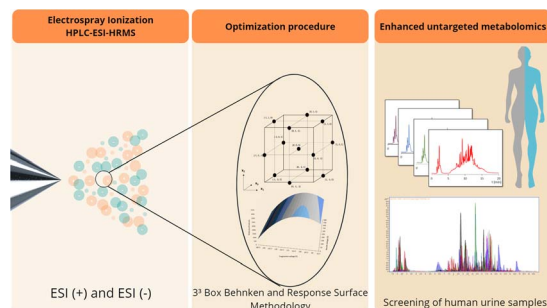 Electrospray Ionization
HPLC-ESI-HRMS
Optimization procedure
Enhanced untargeted metabolomics
ESI (+) and ESI (-)
3³ Box Behnken and Response Surface
Methodology
Screening of human urine samples